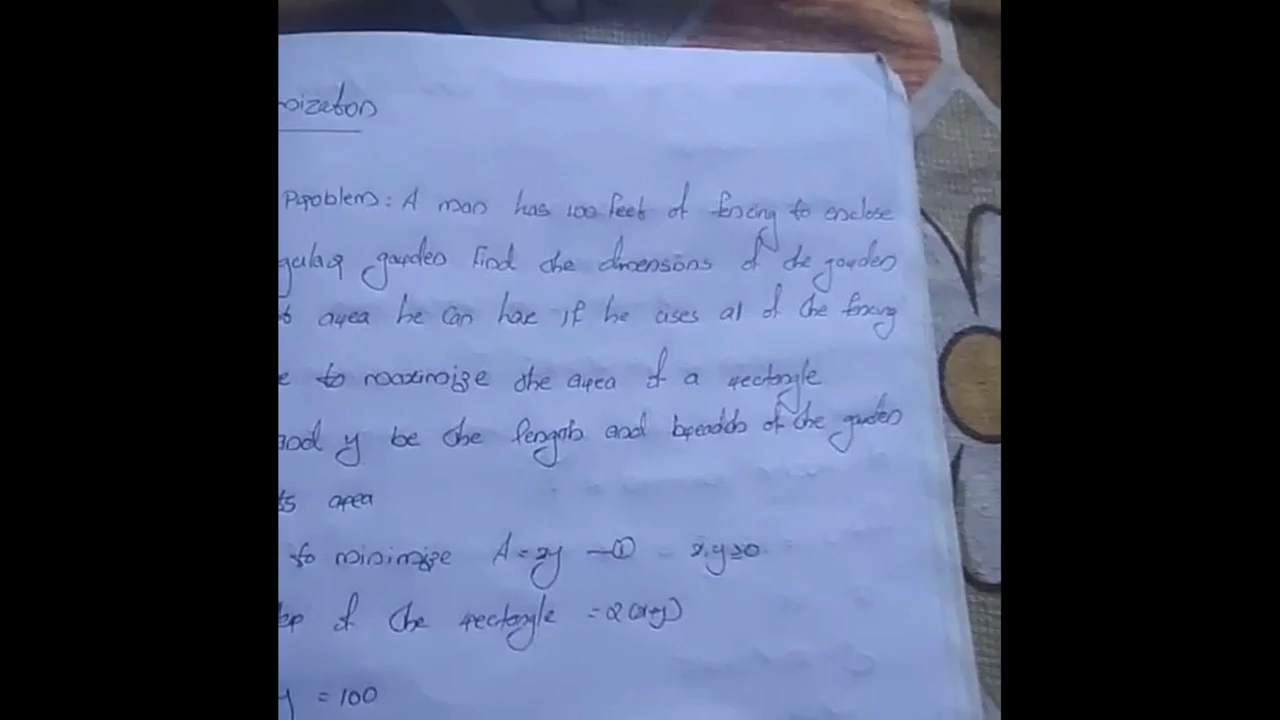 Problem: A man has 100 feet of fencing to enclose
garden Find the dimensions of the garden
area he can have if he uses all of the fencing
to maximize the area of a rectangle
and y be the length and breadth of the garden
area
to minimize A = xy —① x,y≥0.
of the rectangle = 2(x+y)
y = 100